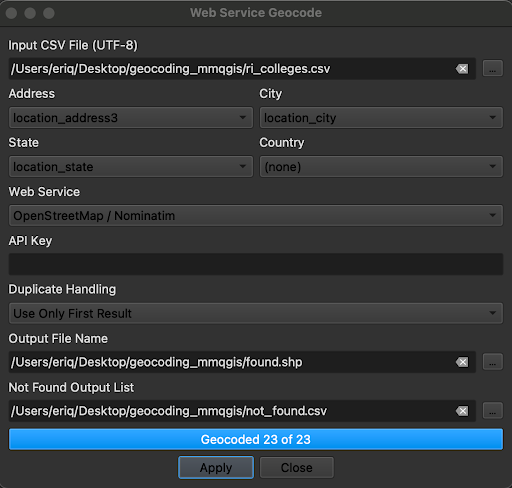 Web Service Geocode
Input CSV File (UTF-8)
/Users/eriq/Desktop/geocoding_mmqgis/ri_colleges.csv
...
Address
City
location_address3
location_city
State
Country
location_state
(none)
Web Service
OpenStreetMap / Nominatim
API Key
Duplicate Handling
Use Only First Result
Output File Name
/Users/eriq/Desktop/geocoding_mmqgis/found.shp
...
Not Found Output List
/Users/eriq/Desktop/geocoding_mmqgis/not_found.csv
...
Geocoded 23 of 23
Apply
Close